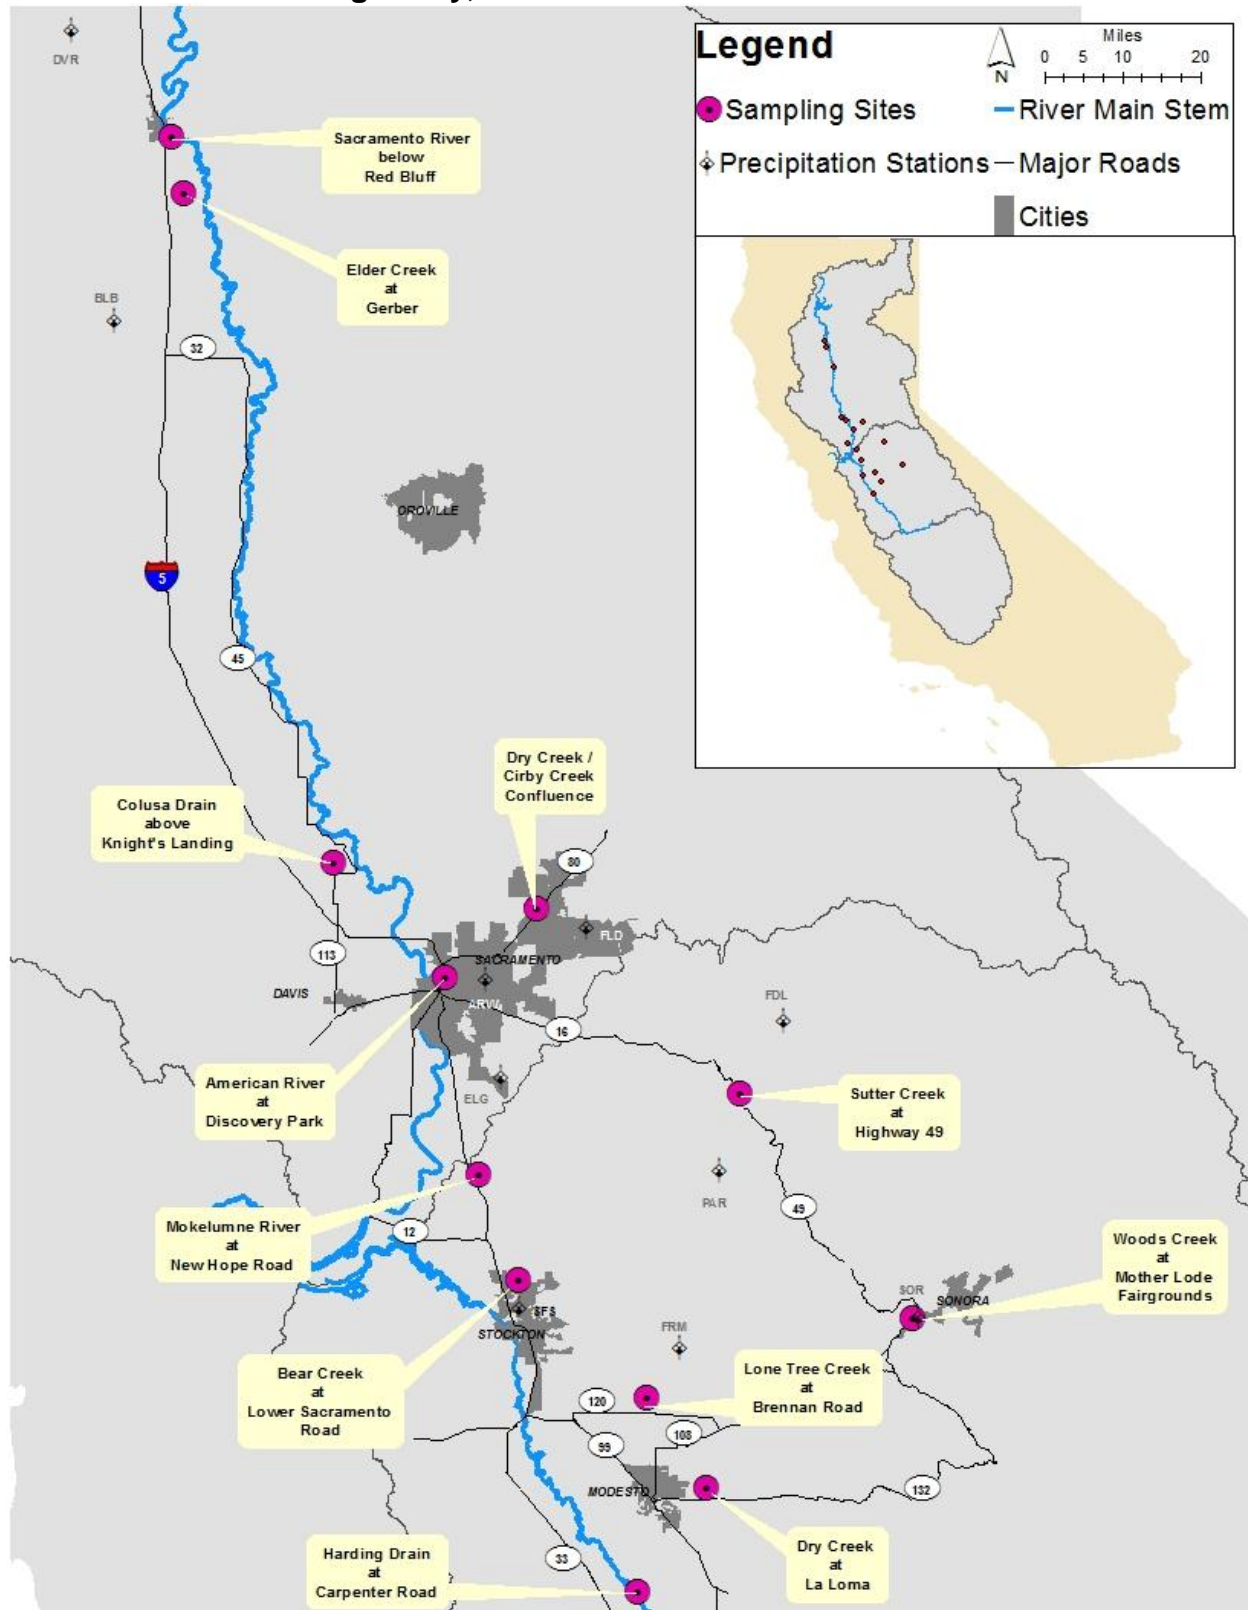 Legend
Miles
0 5 10 20
N
Sampling Sites
River Main Stem
Precipitation Stations
Major Roads
Cities
DVR
Sacramento River
below
Red Bluff
Elder Creek
at
Gerber
BLB
32
OROVILLE
5
45
Dry Creek /
Cirby Creek
Confluence
Colusa Drain
above
Knight's Landing
80
FLD
113
SACRAMENTO
DAVIS
ARW
FDL
16
American River
at
Discovery Park
ELG
Sutter Creek
at
Highway 49
PAR
49
Mokelumne River
at
New Hope Road
12
Woods Creek
at
Mother Lode
Fairgrounds
SOR
SONORA
SFS
STOCKTON
FRM
Bear Creek
at
Lower Sacramento
Road
Lone Tree Creek
at
Brennan Road
120
108
99
MODESTO
132
Harding Drain
at
Carpenter Road
33
Dry Creek
at
La Loma